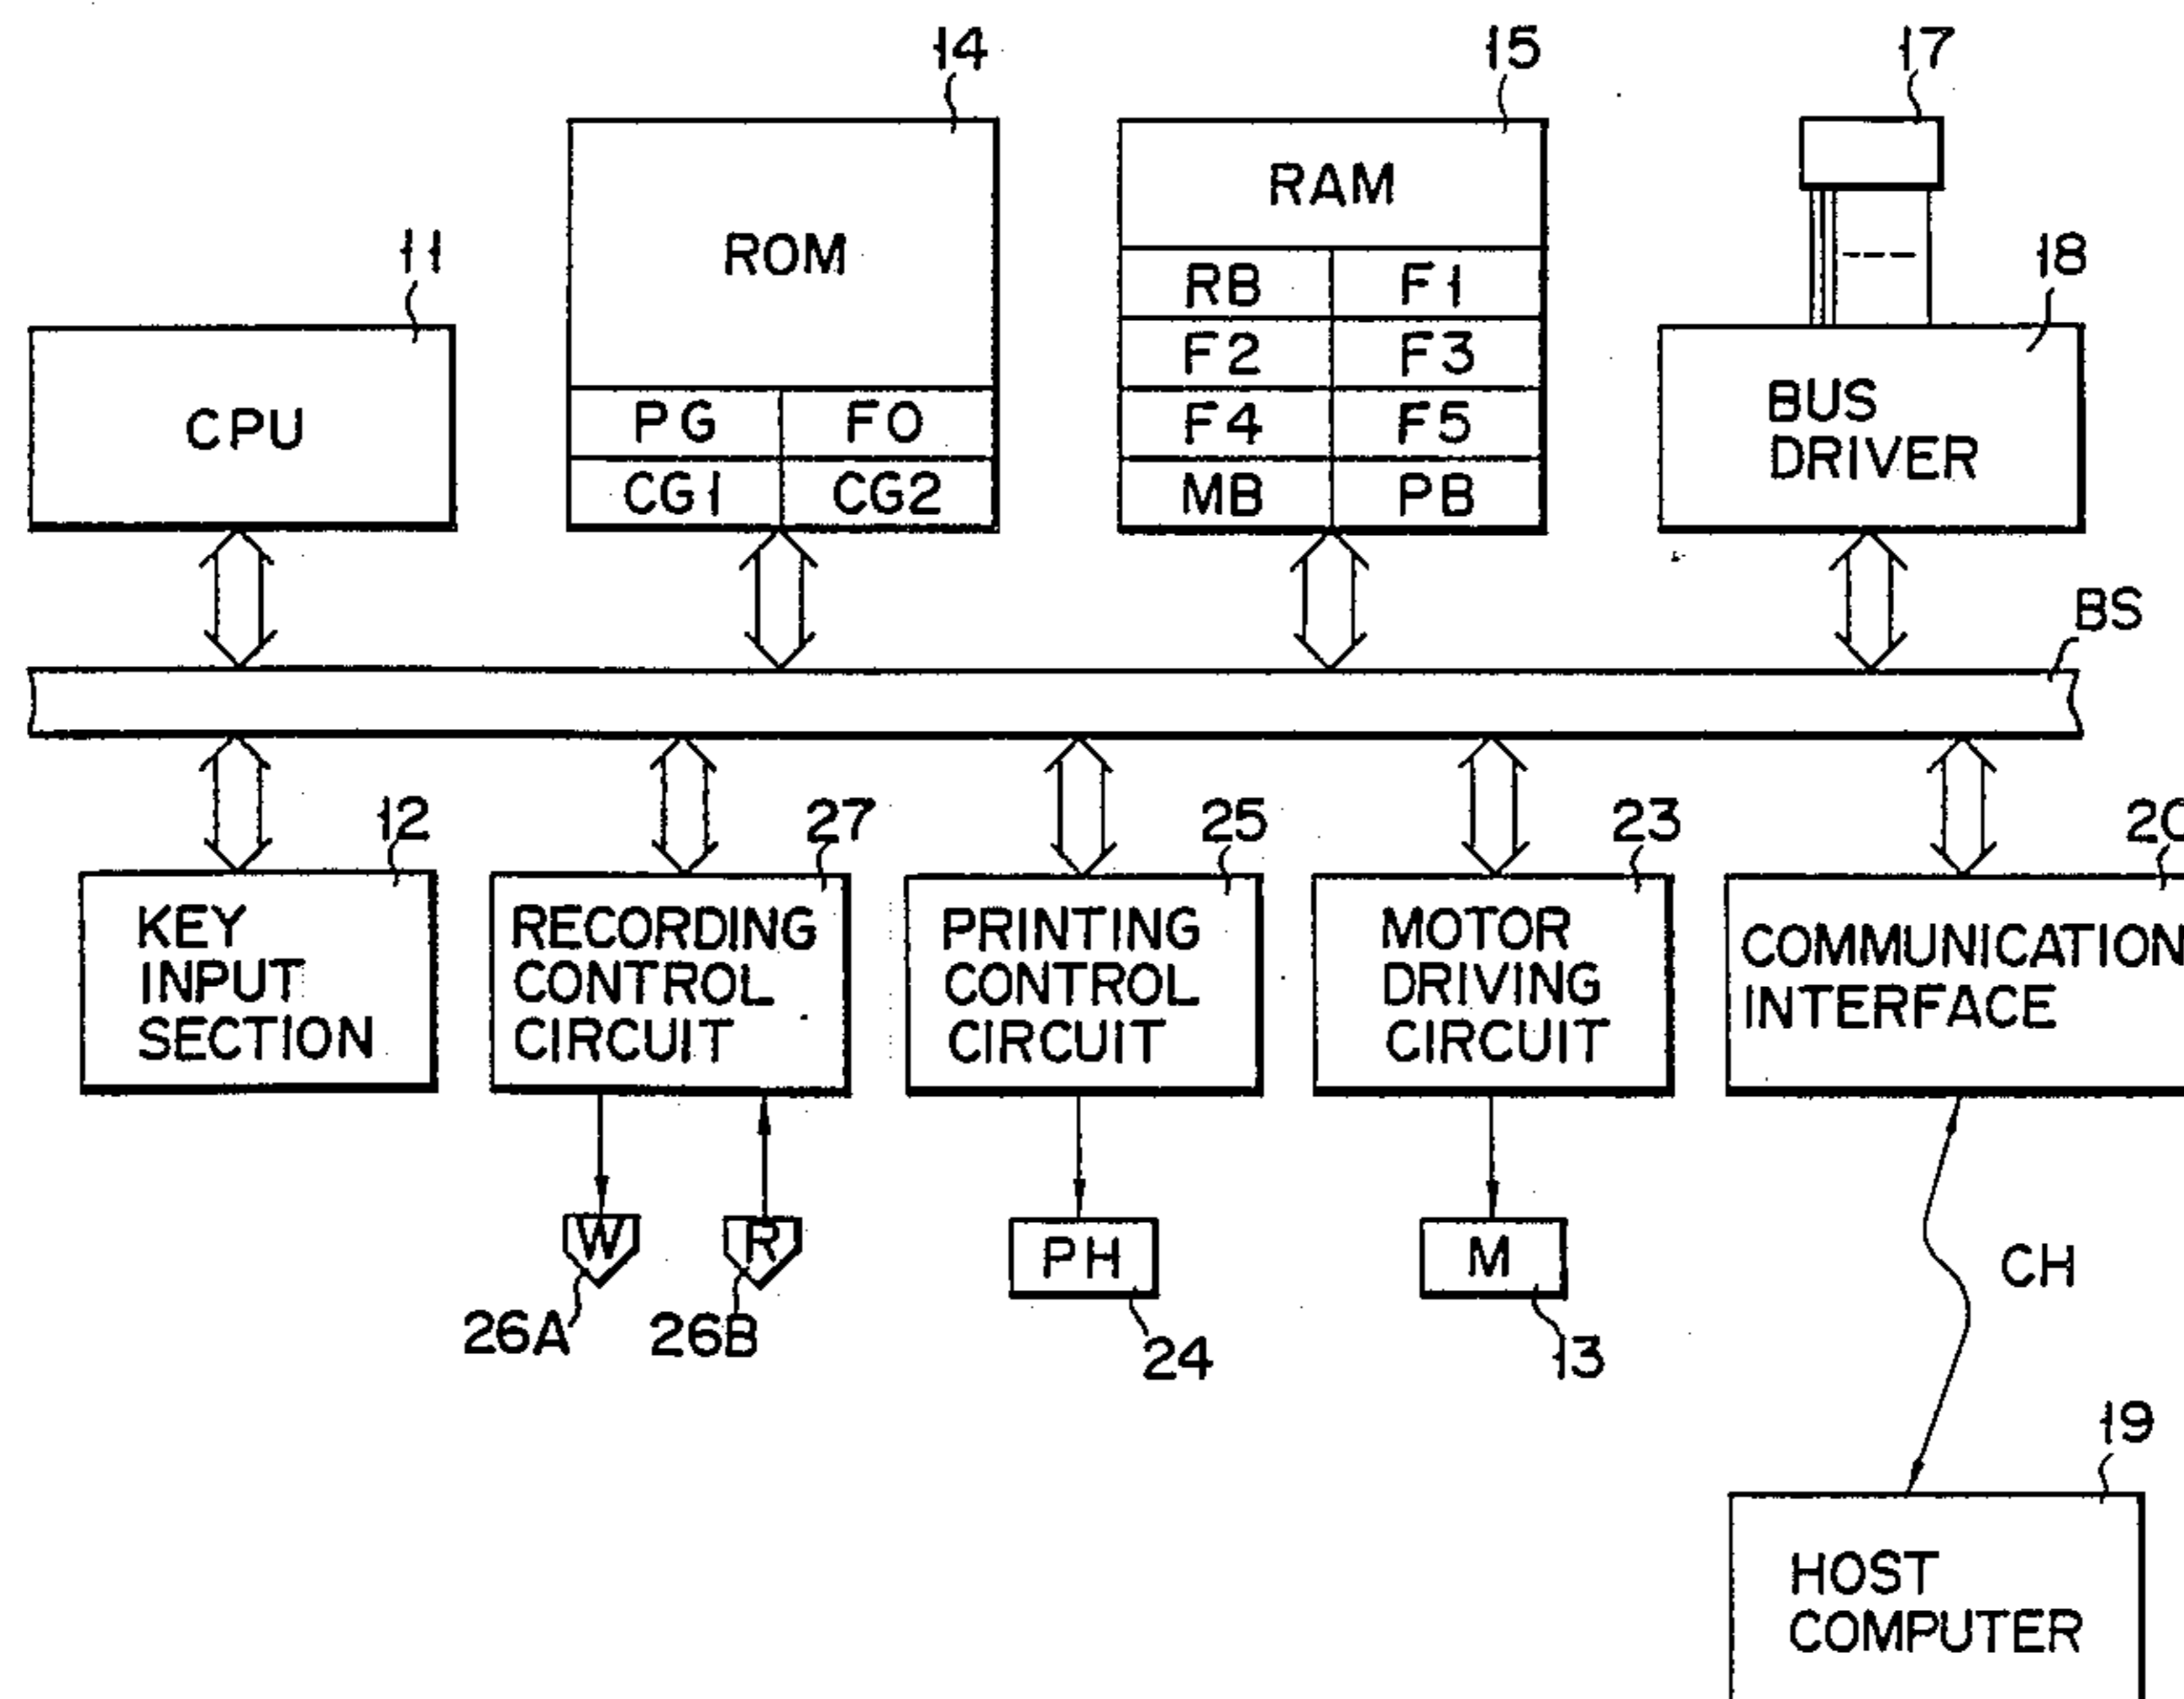 14
15
17
11
18
ROM
RAM
RB F1
F2 F3
F4 F5
MB PB
PG FO
CG1 CG2
CPU
BUS
DRIVER
BS
12
27
25
23
20
KEY
INPUT
SECTION
RECORDING
CONTROL
CIRCUIT
PRINTING
CONTROL
CIRCUIT
MOTOR
DRIVING
CIRCUIT
COMMUNICATION
INTERFACE
W
R
PH
M
CH
26A
26B
24
13
19
HOST
COMPUTER